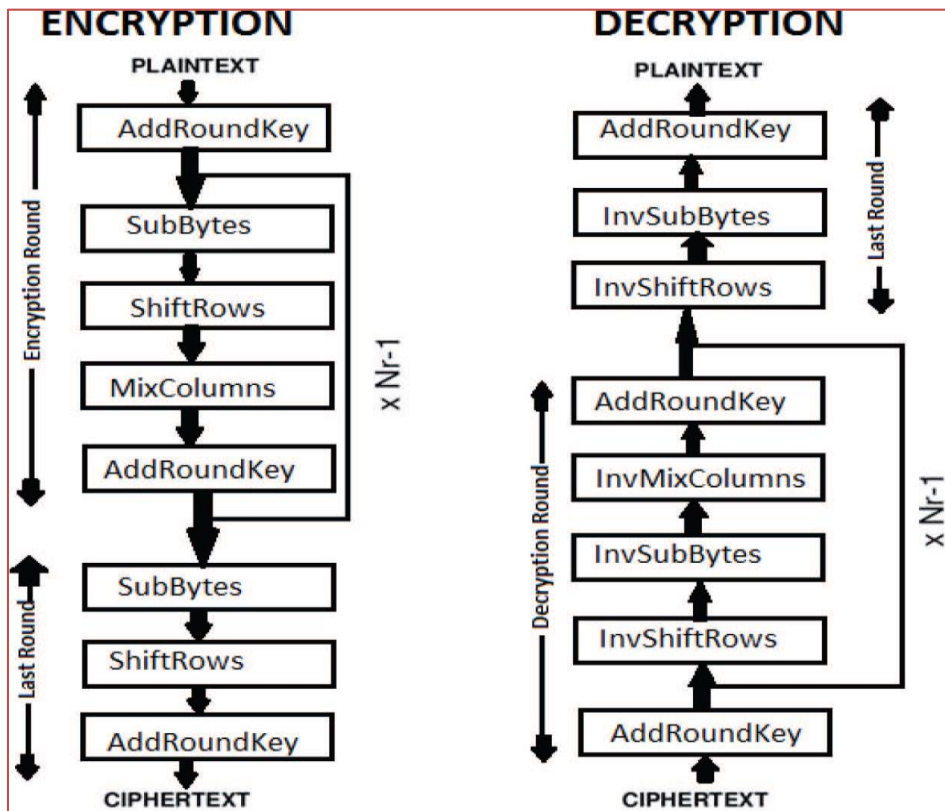 ENCRYPTION
PLAINTEXT
AddRoundKey
SubBytes
ShiftRows
MixColumns
AddRoundKey
SubBytes
ShiftRows
AddRoundKey
CIPHERTEXT
Encryption Round
Last Round
x Nr-1
DECRYPTION
PLAINTEXT
AddRoundKey
InvSubBytes
InvShiftRows
AddRoundKey
InvMixColumns
InvSubBytes
InvShiftRows
AddRoundKey
CIPHERTEXT
Last Round
Decryption Round
x Nr-1